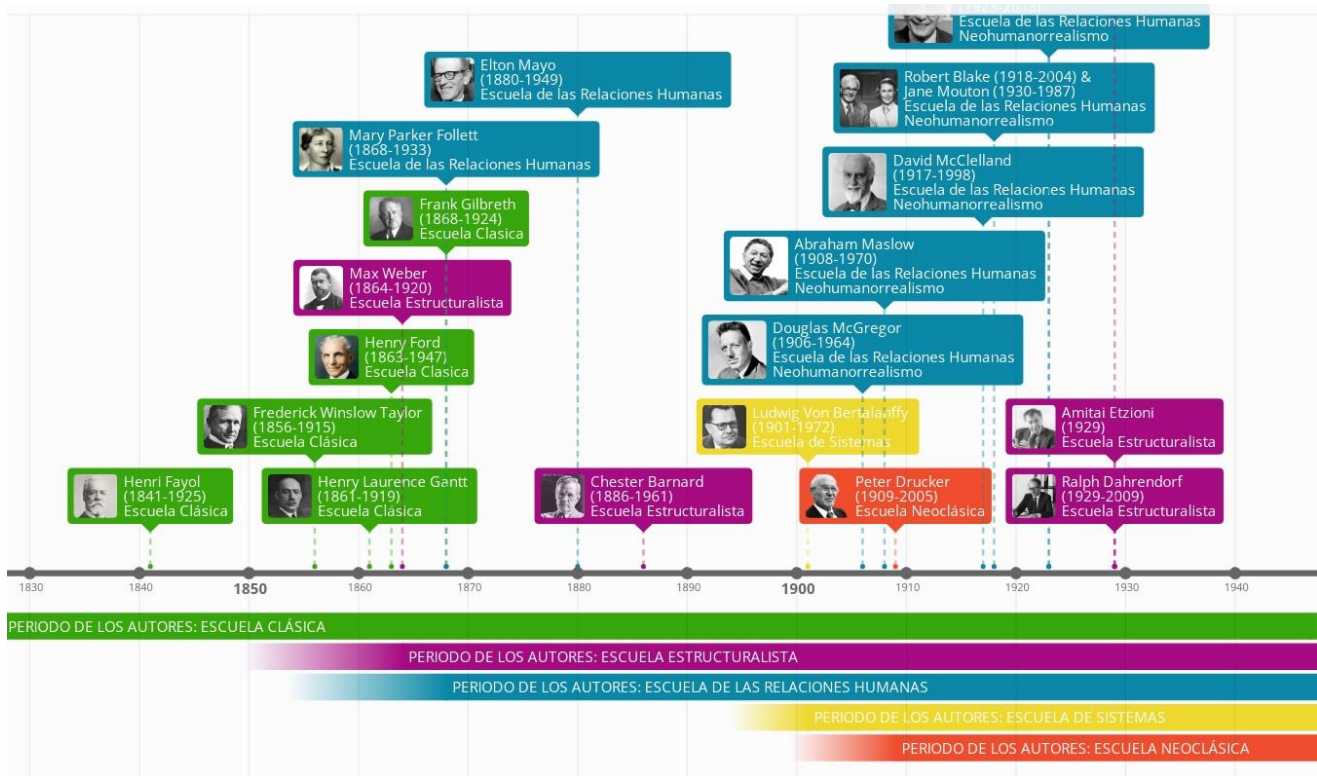 Escuela de las Relaciones Humanas
Neohumanorrealismo
Elton Mayo
(1880-1949)
Escuela de las Relaciones Humanas
Robert Blake (1918-2004) &
Jane Mouton (1930-1987)
Escuela de las Relaciones Humanas
Neohumanorrealismo
Mary Parker Follett
(1868-1933)
Escuela de las Relaciones Humanas
David McClelland
(1917-1998)
Escuela de las Relaciones Humanas
Neohumanorrealismo
Frank Gilbreth
(1868-1924)
Escuela Clasica
Abraham Maslow
(1908-1970)
Escuela de las Relaciones Humanas
Neohumanorrealismo
Max Weber
(1864-1920)
Escuela Estructuralista
Douglas McGregor
(1906-1964)
Escuela de las Relaciones Humanas
Neohumanorrealismo
Henry Ford
(1863-1947)
Escuela Clasica
Frederick Winslow Taylor
(1856-1915)
Escuela Clásica
Ludwig Von Bertalanffy
(1901-1972)
Escuela de Sistemas
Amitai Etzioni
(1929)
Escuela Estructuralista
Henri Fayol
(1841-1925)
Escuela Clásica
Henry Laurence Gantt
(1861-1919)
Escuela Clásica
Chester Barnard
(1886-1961)
Escuela Estructuralista
Peter Drucker
(1909-2005)
Escuela Neoclásica
Ralph Dahrendorf
(1929-2009)
Escuela Estructuralista
1830 1840 1850 1860 1870 1880 1890 1900 1910 1920 1930 1940
PERIODO DE LOS AUTORES: ESCUELA CLÁSICA
PERIODO DE LOS AUTORES: ESCUELA ESTRUCTURALISTA
PERIODO DE LOS AUTORES: ESCUELA DE LAS RELACIONES HUMANAS
PERIODO DE LOS AUTORES: ESCUELA DE SISTEMAS
PERIODO DE LOS AUTORES: ESCUELA NEOCLÁSICA